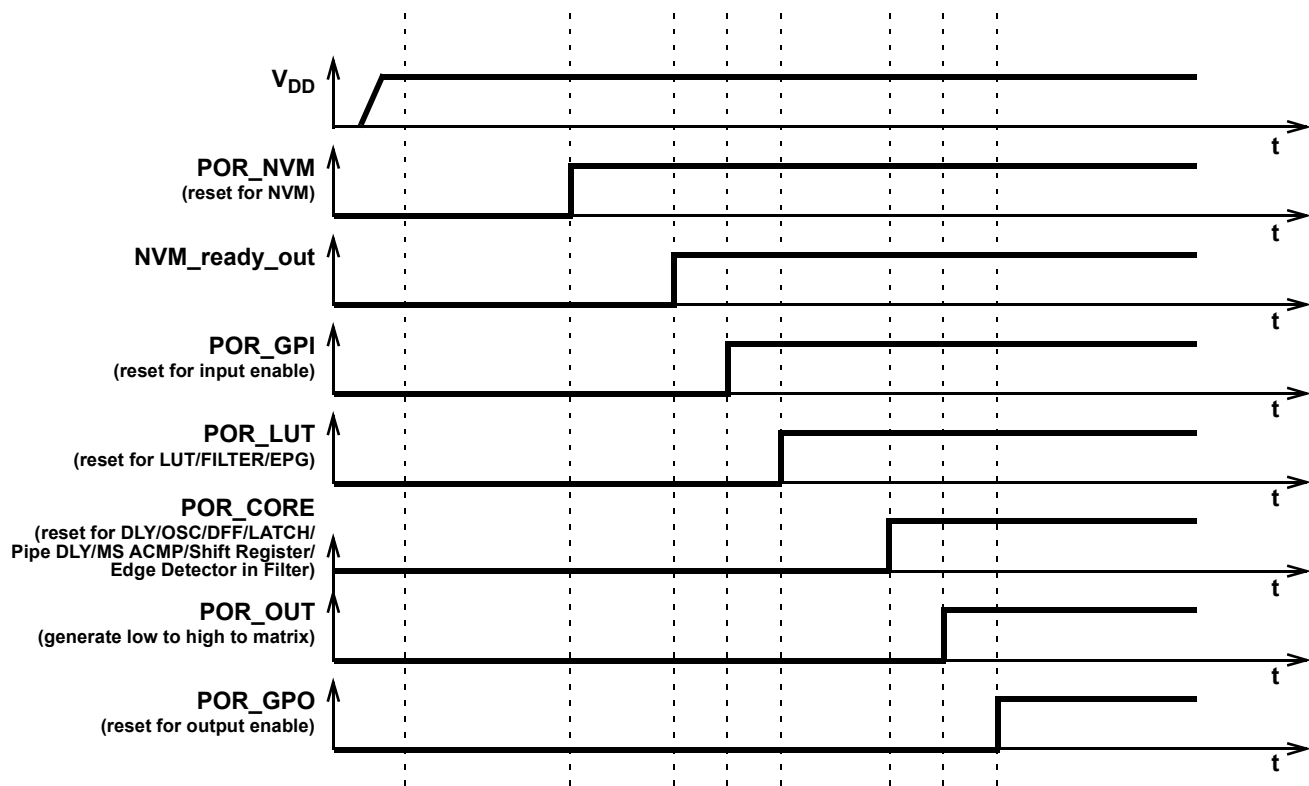 VDD
t
POR_NVM
(reset for NVM)
t
NVM_ready_out
t
POR_GPI
(reset for input enable)
t
POR_LUT
(reset for LUT/FILTER/EPG)
t
POR_CORE
(reset for DLY/OSC/DFF/LATCH/
Pipe DLY/MS ACMP/Shift Register/
Edge Detector in Filter)
t
POR_OUT
(generate low to high to matrix)
t
POR_GPO
(reset for output enable)
t